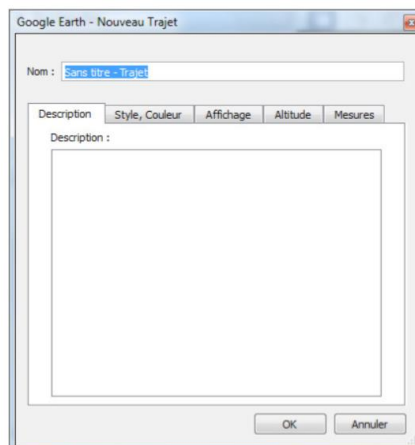 Google Earth - Nouveau Trajet
Nom : Sans titre - Trajet
Description Style, Couleur Affichage Altitude Mesures
Description :
OK Annuler